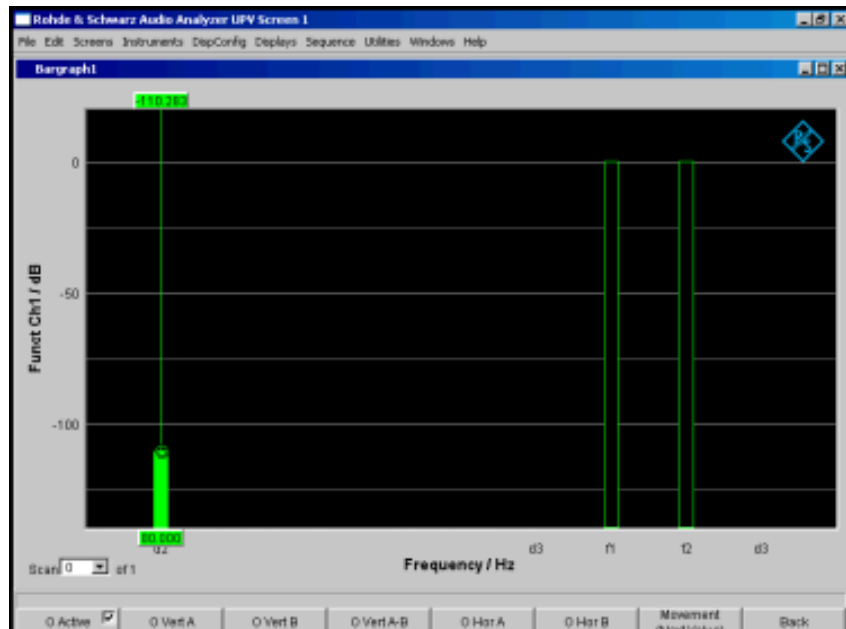 Rohde & Schwarz Audio Analyzer UPV Screen 1
File Edit Screens Instruments DispConfig Displays Sequence Utilities Windows Help
Bargraph1
-110.283
0
-50
-100
Funct Ch1 / dB
80.000
d2 d3 f1 f2 d3
Frequency / Hz
Scan 0 of 1
O Active O Vert A O Vert B O Vert A-B O Hor A O Hor B Movement Back